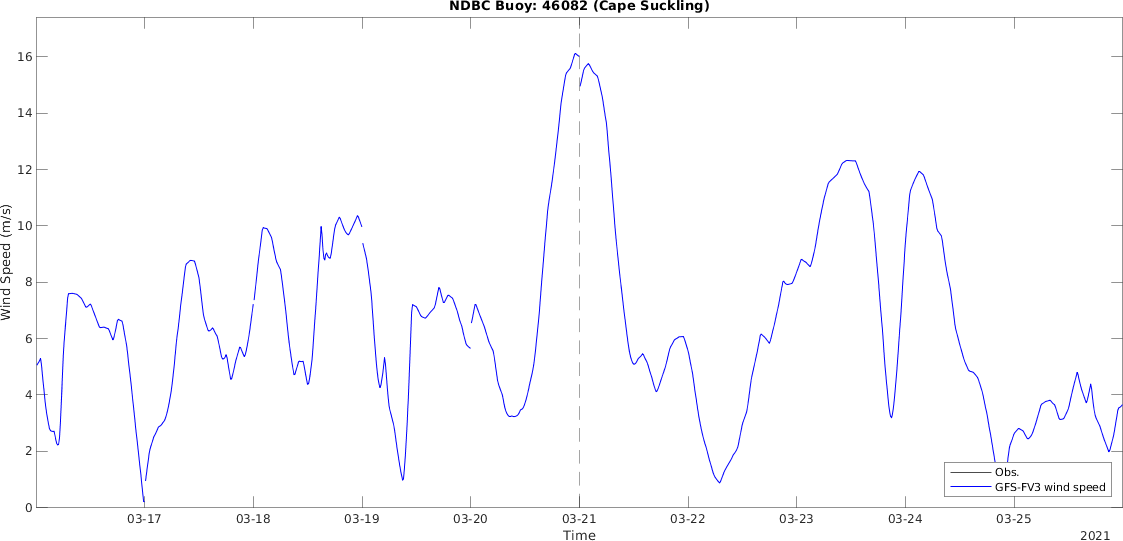 NDBC Buoy: 46082 (Cape Suckling)
16
14
12
10
8
6
4
2
0
Wind Speed (m/s)
Obs.
GFS-FV3 wind speed
03-17 03-18 03-19 03-20 03-21 03-22 03-23 03-24 03-25
Time
2021